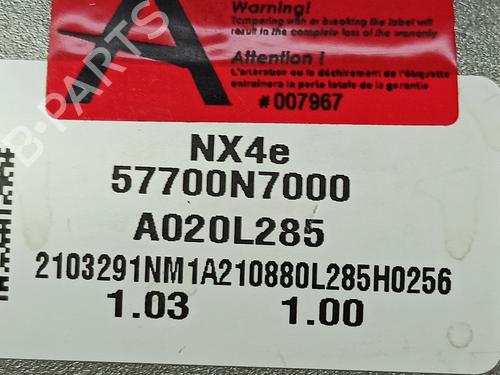 Warning!
Tampering with or breaking the label will
result in the complete loss of the warranty
Attention !
L'alteration ou le déchirement de l'étiquette
entraînera la perte totale de la garantie
# 007967
B-PARTS
NX4e
57700N7000
A020L285
2103291NM1A210880L285H0256
1.03 1.00